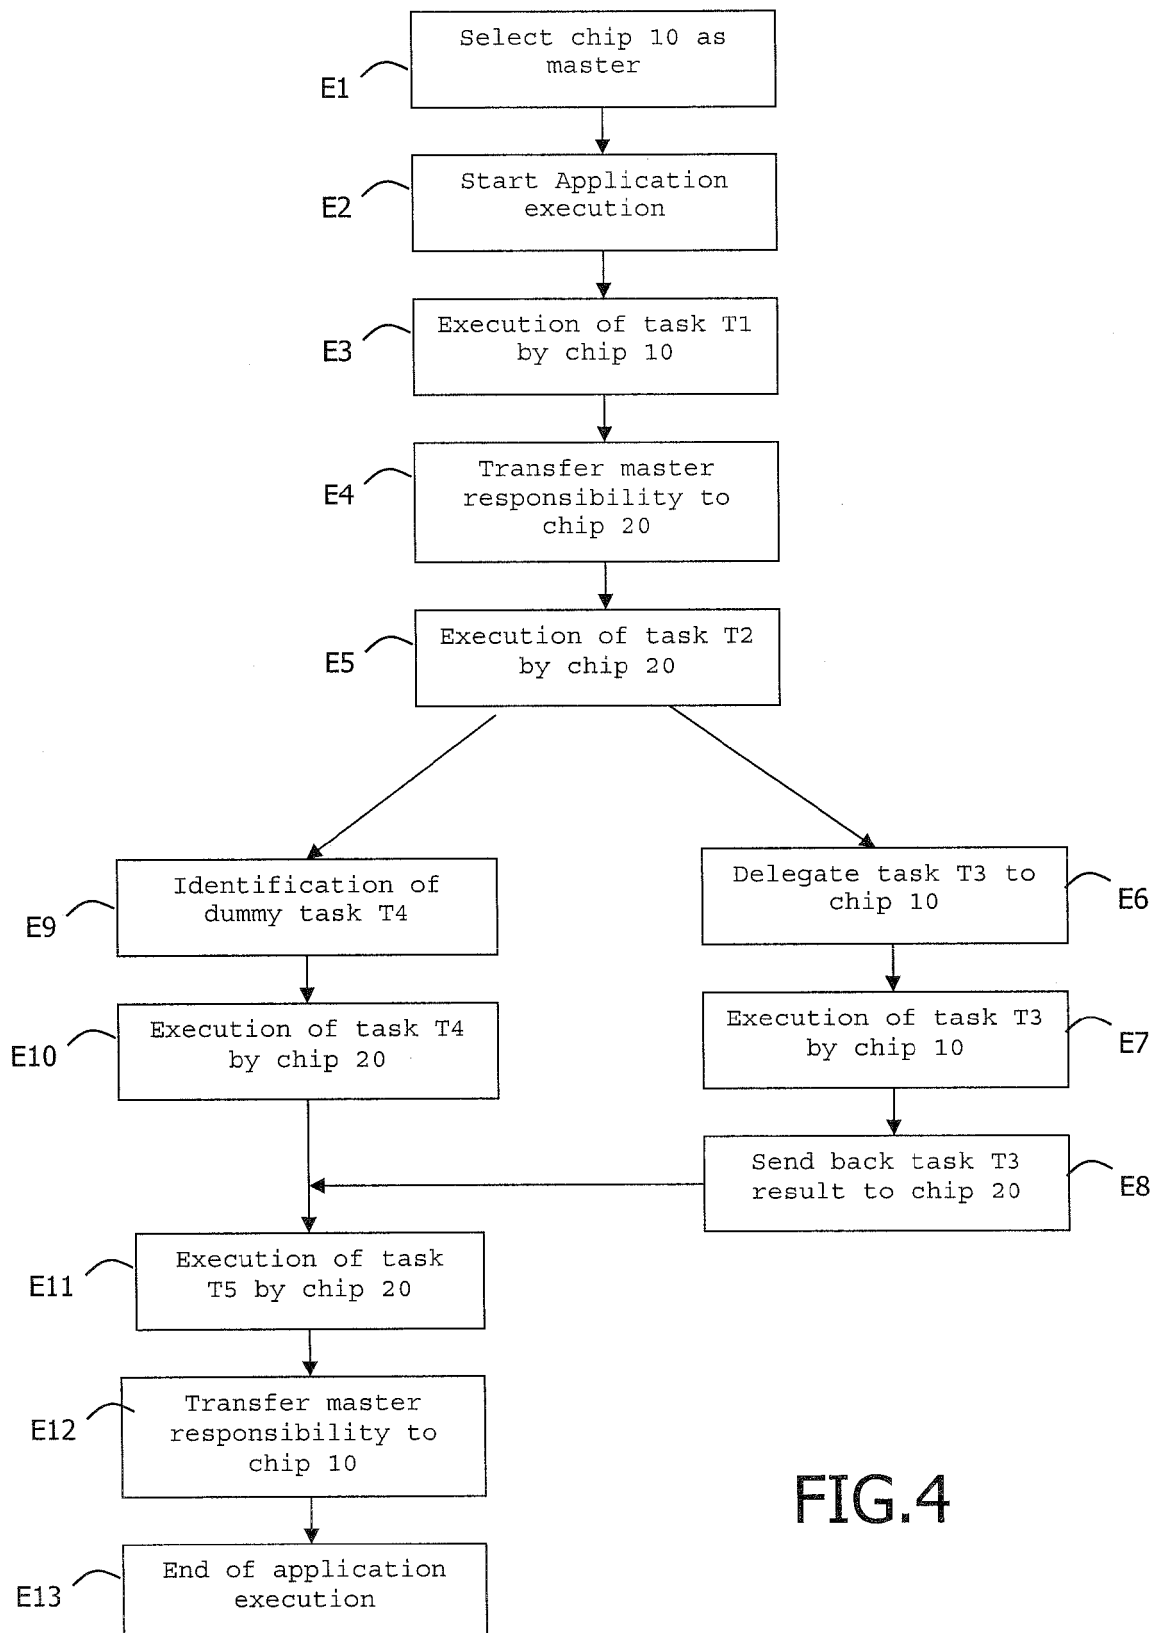 Select chip 10 as
master
E1
Start Application
execution
E2
Execution of task T1
by chip 10
E3
Transfer master
responsibility to
chip 20
E4
Execution of task T2
by chip 20
E5
Identification of
dummy task T4
E9
Delegate task T3 to
chip 10
E6
Execution of task T4
by chip 20
E10
Execution of task T3
by chip 10
E7
Send back task T3
result to chip 20
E8
Execution of task
T5 by chip 20
E11
Transfer master
responsibility to
chip 10
E12
End of application
execution
E13
FIG.4